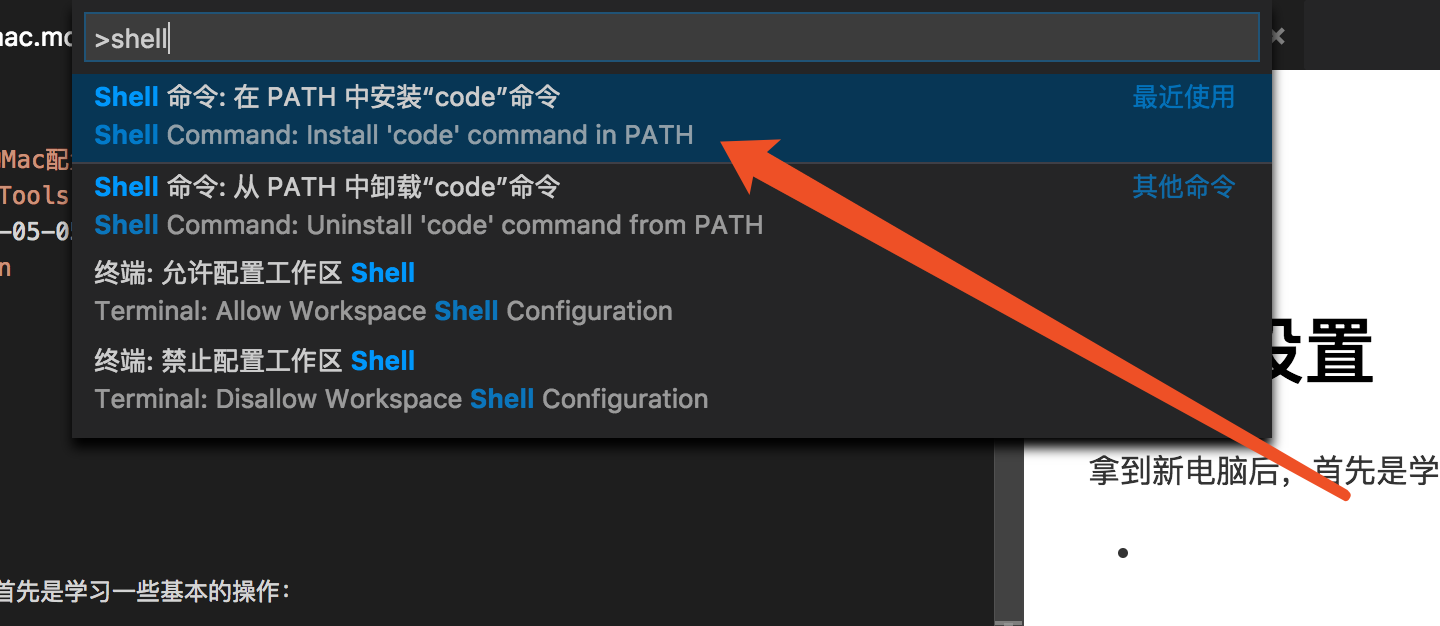 >shell
Shell 命令: 在 PATH 中安装“code”命令
最近使用
Shell Command: Install 'code' command in PATH
Shell 命令: 从 PATH 中卸载“code”命令
其他命令
Shell Command: Uninstall 'code' command from PATH
终端: 允许配置工作区 Shell
Terminal: Allow Workspace Shell Configuration
终端: 禁止配置工作区 Shell
Terminal: Disallow Workspace Shell Configuration
Mac配
Tools
-05-05
n
设置
拿到新电脑后，首先是学
首先是学习一些基本的操作：